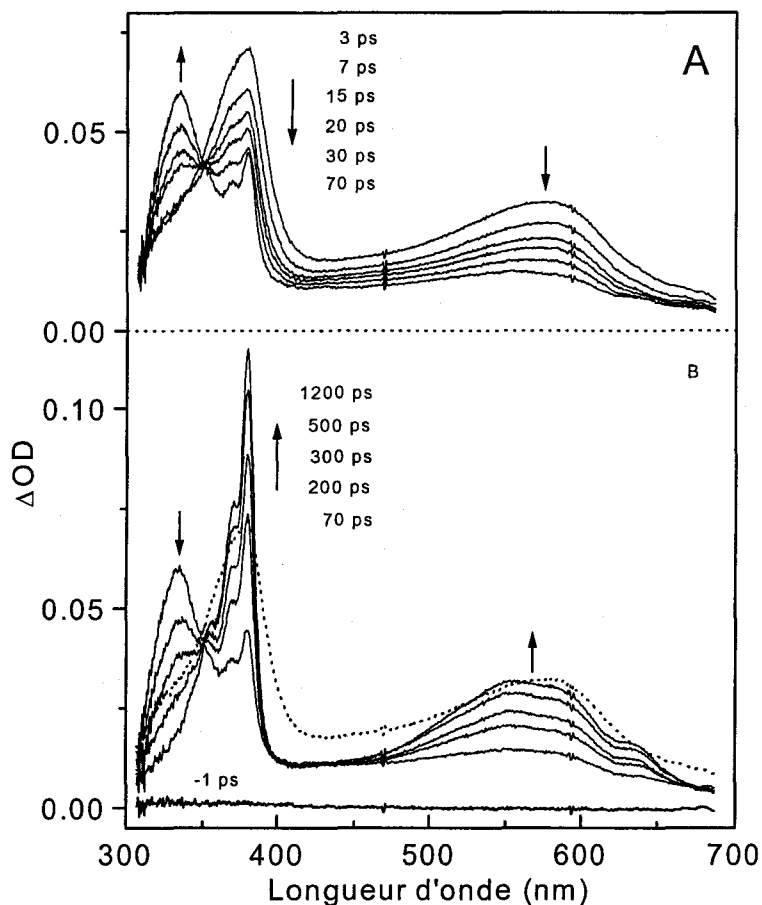 A
3 ps
7 ps
15 ps
20 ps
30 ps
70 ps
0.05
0.00
B
1200 ps
500 ps
300 ps
200 ps
70 ps
0.10
ΔOD
0.05
-1 ps
0.00
300 400 500 600 700
Longueur d'onde (nm)